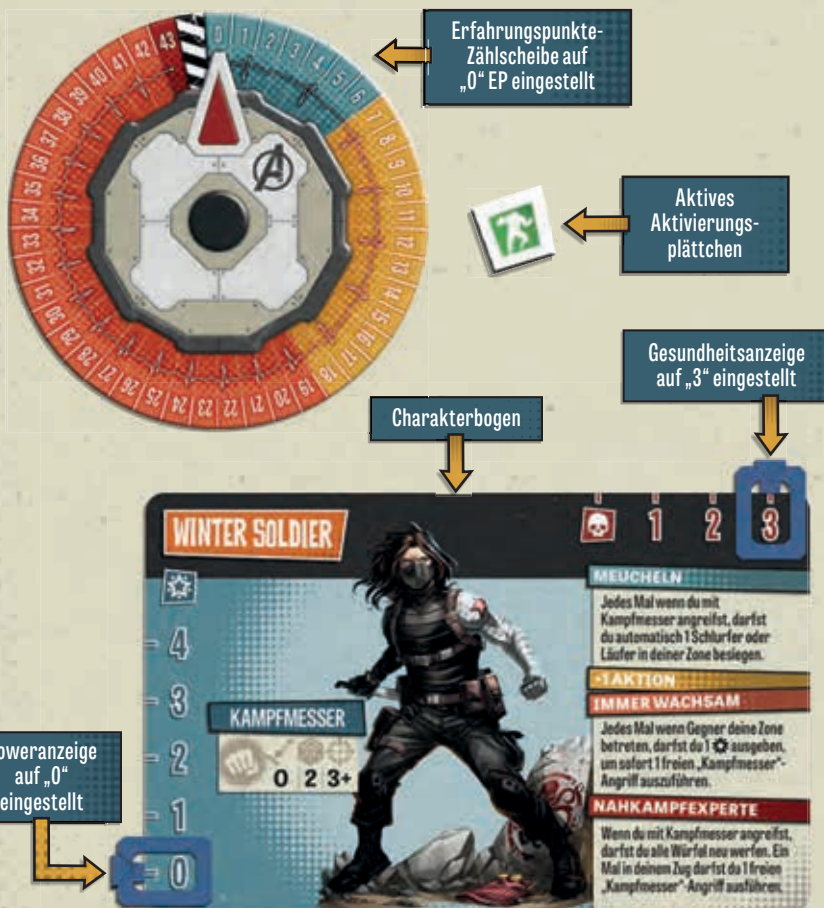 Erfahrungspunkte-
Zählscheibe auf
„0“ EP eingestellt
0 1 2 3 4 5 6 7 8 9 10 11 12 13 14 15 16 17 18 19 20 21 22 23 24 25 26 27 28 29 30 31 32 33 34 35 36 37 38 39 40 41 42 43
Aktives
Aktivierungs-
plättchen
Gesundheitsanzeige
auf „3“ eingestellt
Charakterbogen
WINTER SOLDIER
1 2 3
4
3
2
1
0
KAMPFMESSER
0 2 3+
MEUCHELN
Jedes Mal wenn du mit
Kampfmesser angreifst, darfst
du automatisch 1 Schlurfer oder
Läufer in deiner Zone besiegen.
+1 AKTION
IMMER WACHSAM
Jedes Mal wenn Gegner deine Zone
betreten, darfst du 1 ausgeben,
um sofort 1 freien „Kampfmesser“-
Angriff auszuführen.
NAHKAMPFEXPERTE
Wenn du mit Kampfmesser angreifst,
darfst du alle Würfel neu werfen. Ein
Mal in deinem Zug darfst du 1 freien
„Kampfmesser“-Angriff ausführen.
oweranzeige
auf „0“
eingestellt